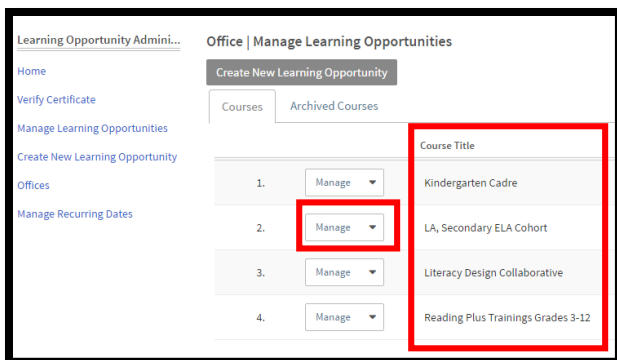 Learning Opportunity Admini...
Home
Verify Certificate
Manage Learning Opportunities
Create New Learning Opportunity
Offices
Manage Recurring Dates
Office | Manage Learning Opportunities
Create New Learning Opportunity
Courses Archived Courses
Course Title
1. Manage Kindergarten Cadre
2. Manage LA, Secondary ELA Cohort
3. Manage Literacy Design Collaborative
4. Manage Reading Plus Trainings Grades 3-12